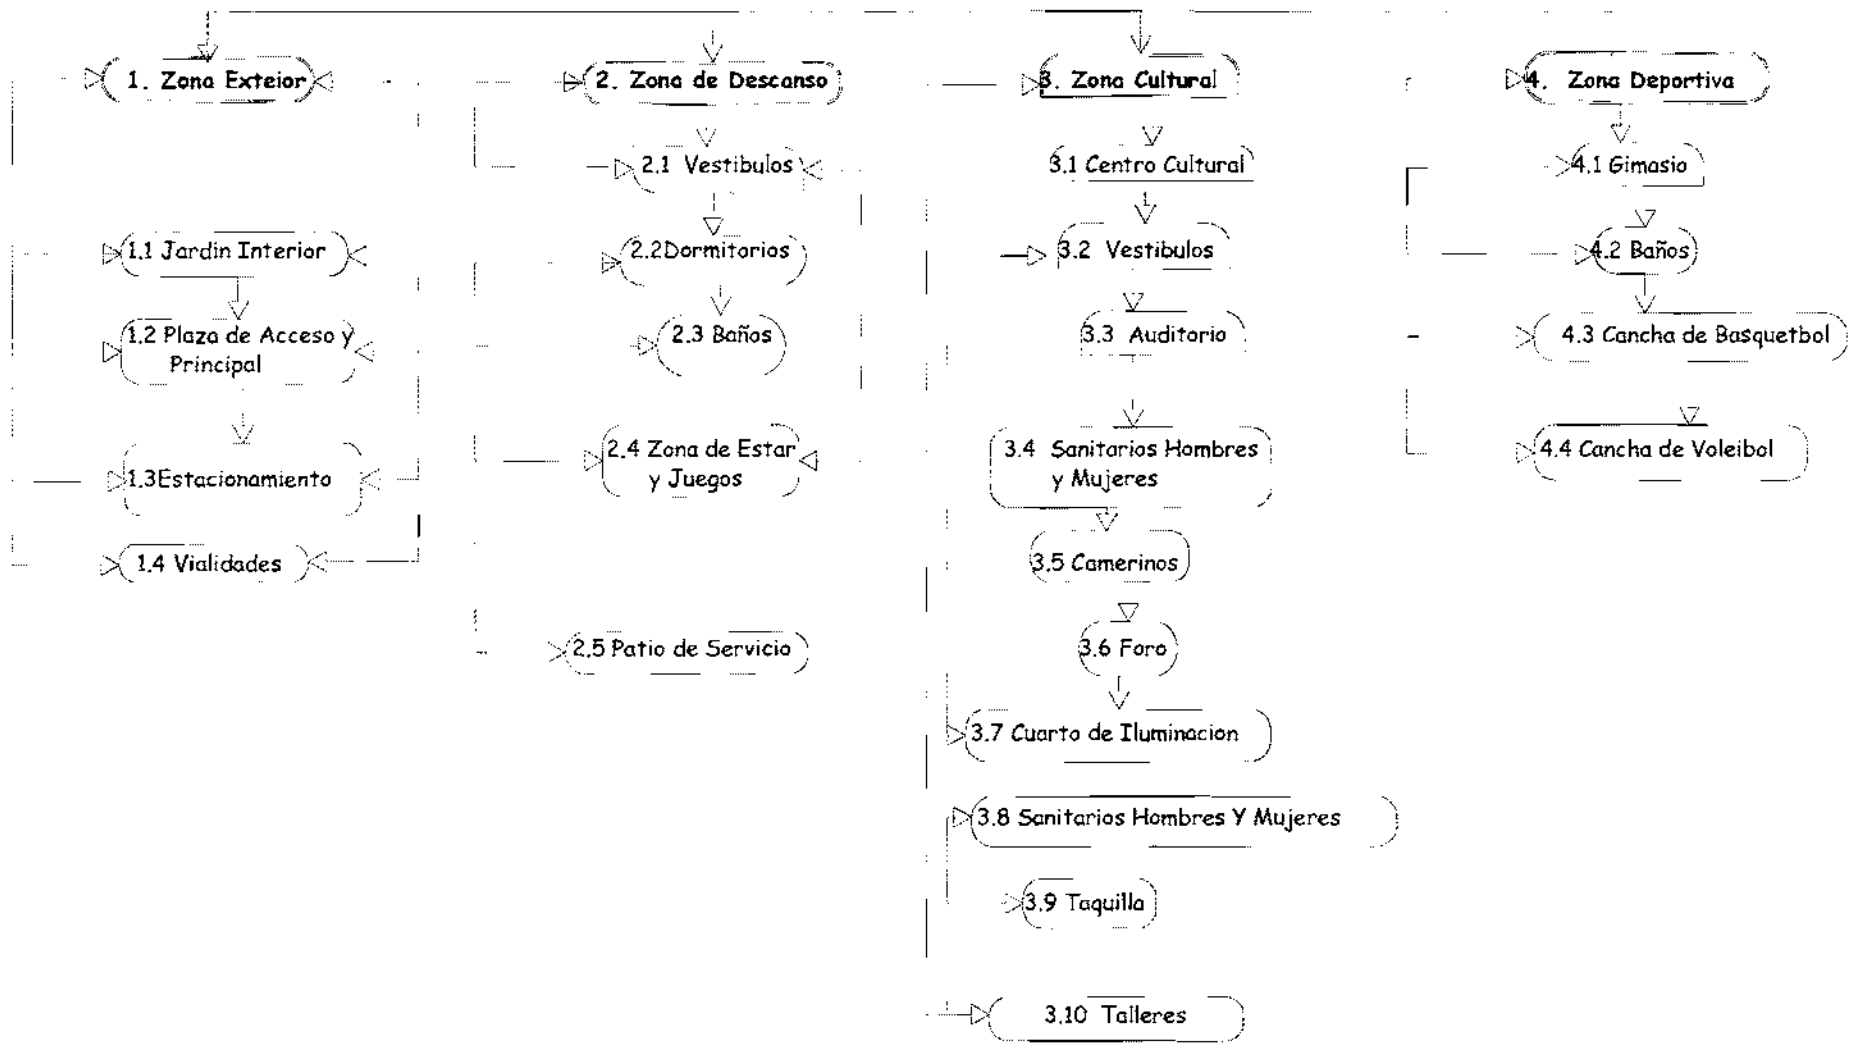 1. Zona Exteior
2. Zona de Descanso
3. Zona Cultural
4. Zona Deportiva
2.1 Vestibulos
3.1 Centro Cultural
4.1 Gimasio
1.1 Jardin Interior
2.2Dormitorios
3.2 Vestibulos
4.2 Baños
1.2 Plaza de Acceso y
Principal
2.3 Baños
3.3 Auditorio
4.3 Cancha de Basquetbol
1.3Estacionamiento
2.4 Zona de Estar
y Juegos
3.4 Sanitarios Hombres
y Mujeres
4.4 Cancha de Voleibol
1.4 Vialidades
3.5 Camerinos
2.5 Patio de Servicio
3.6 Foro
3.7 Cuarto de Iluminacion
3.8 Sanitarios Hombres Y Mujeres
3.9 Taquilla
3.10 Talleres